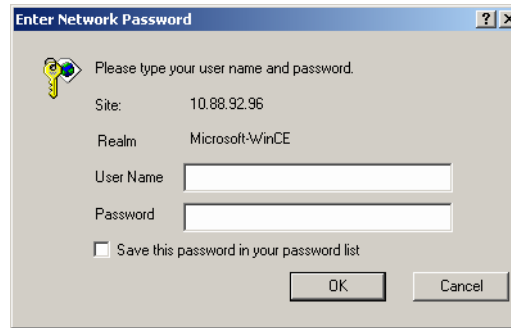 Enter Network Password
Please type your user name and password.
Site: 10.88.92.96
Realm Microsoft-WinCE
User Name
Password
Save this password in your password list
OK Cancel